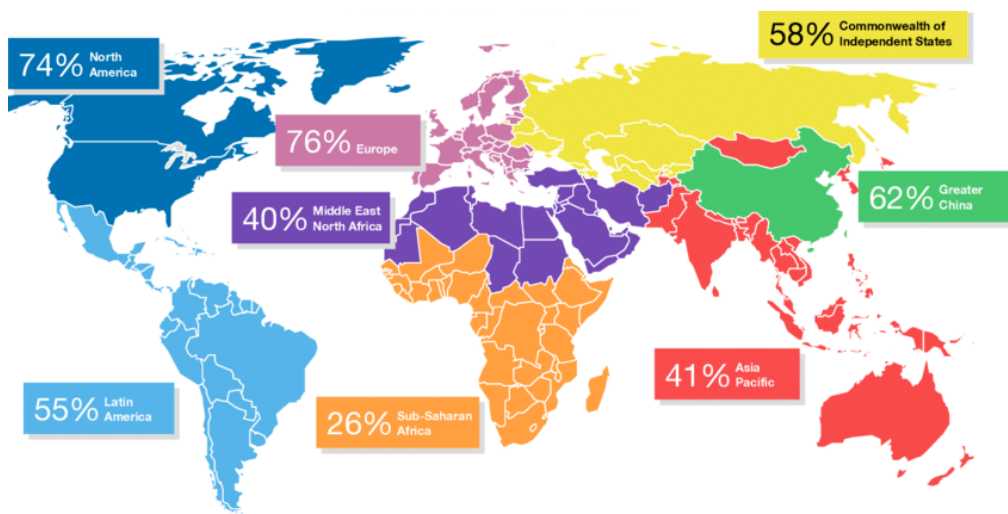 74% North
America
58% Commonwealth of
Independent States
76% Europe
40% Middle East
North Africa
62% Greater
China
41% Asia
Pacific
55% Latin
America
26% Sub-Saharan
Africa